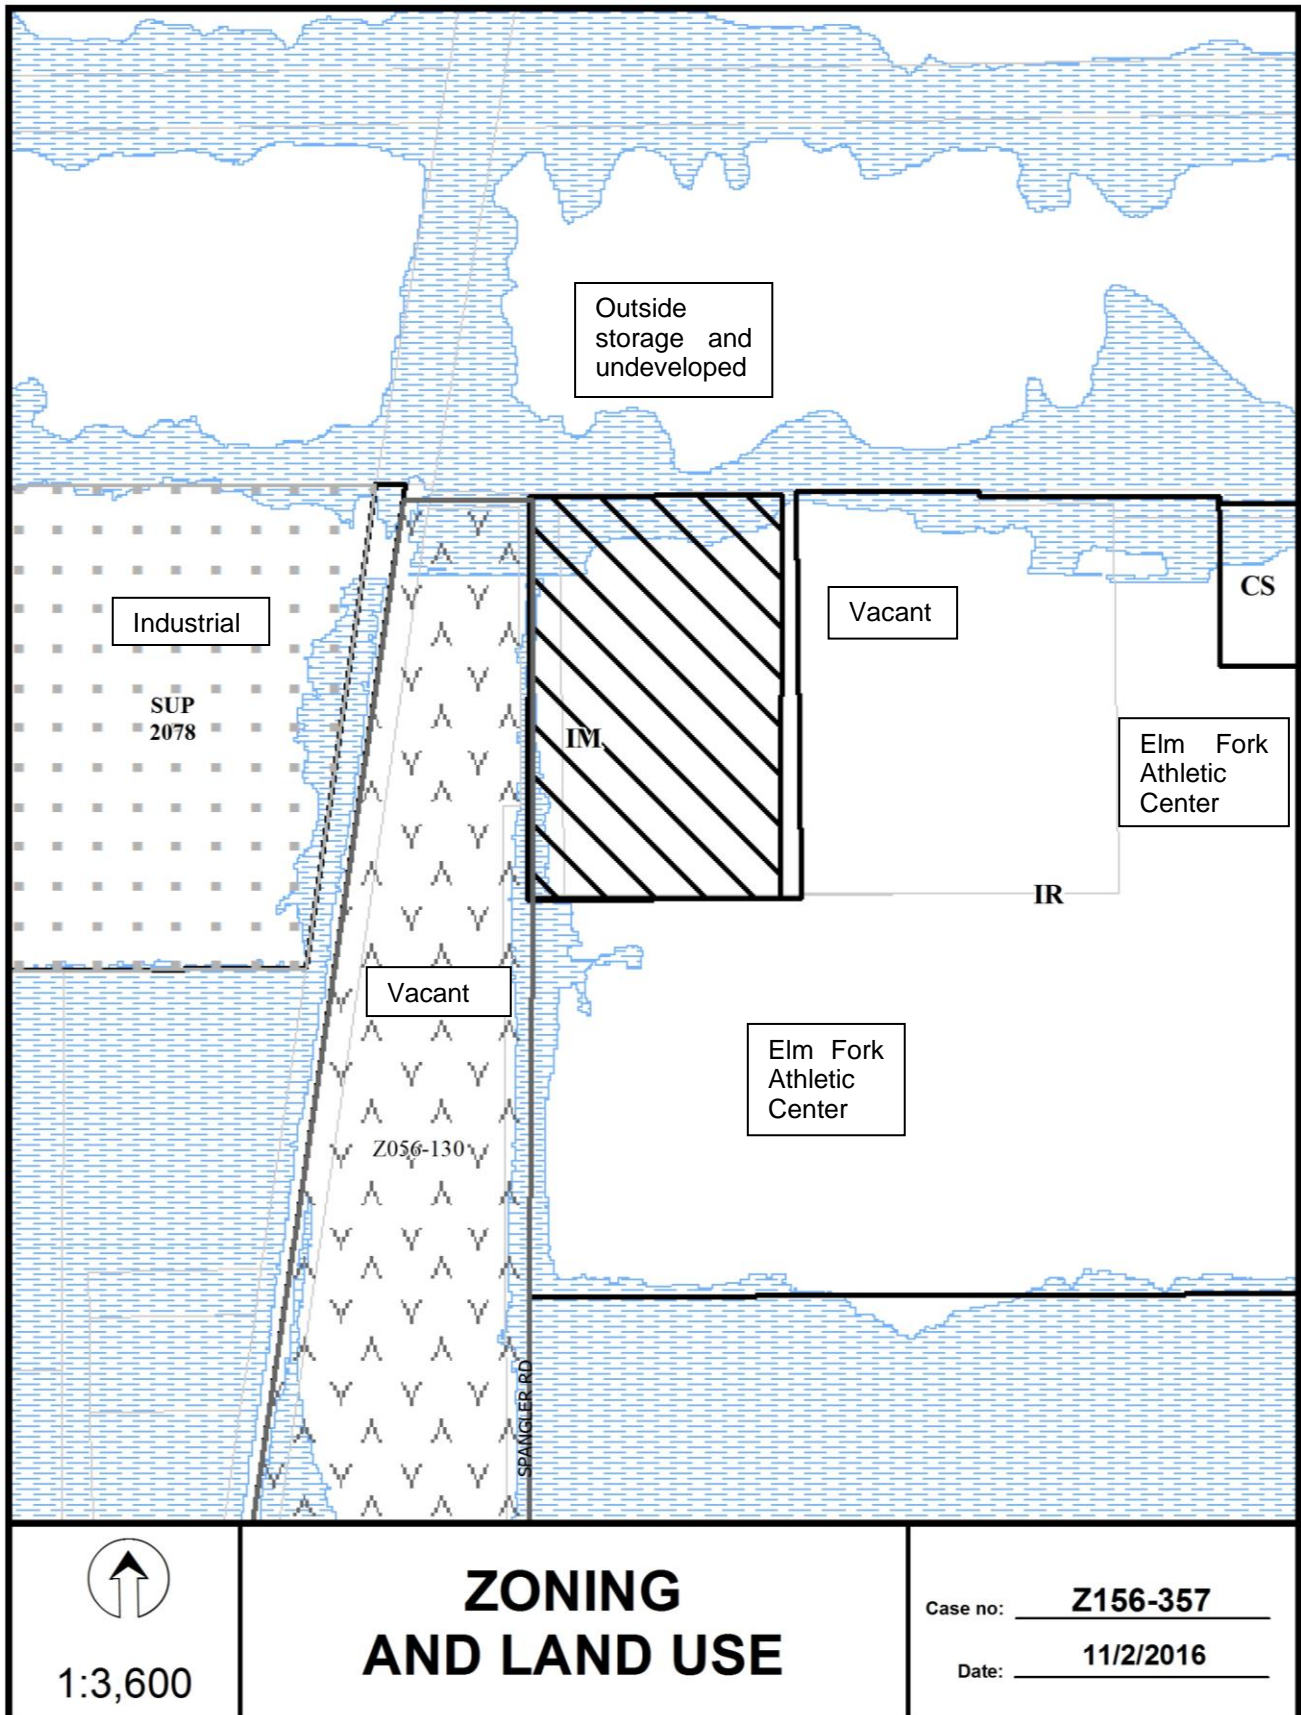 Outside
storage and
undeveloped
Industrial
SUP
2078
IM
Vacant
CS
Elm Fork
Athletic
Center
IR
Vacant
Elm Fork
Athletic
Center
Z056-130
SPANGLER RD
1:3,600
ZONING
AND LAND USE
Case no: Z156-357
Date: 11/2/2016